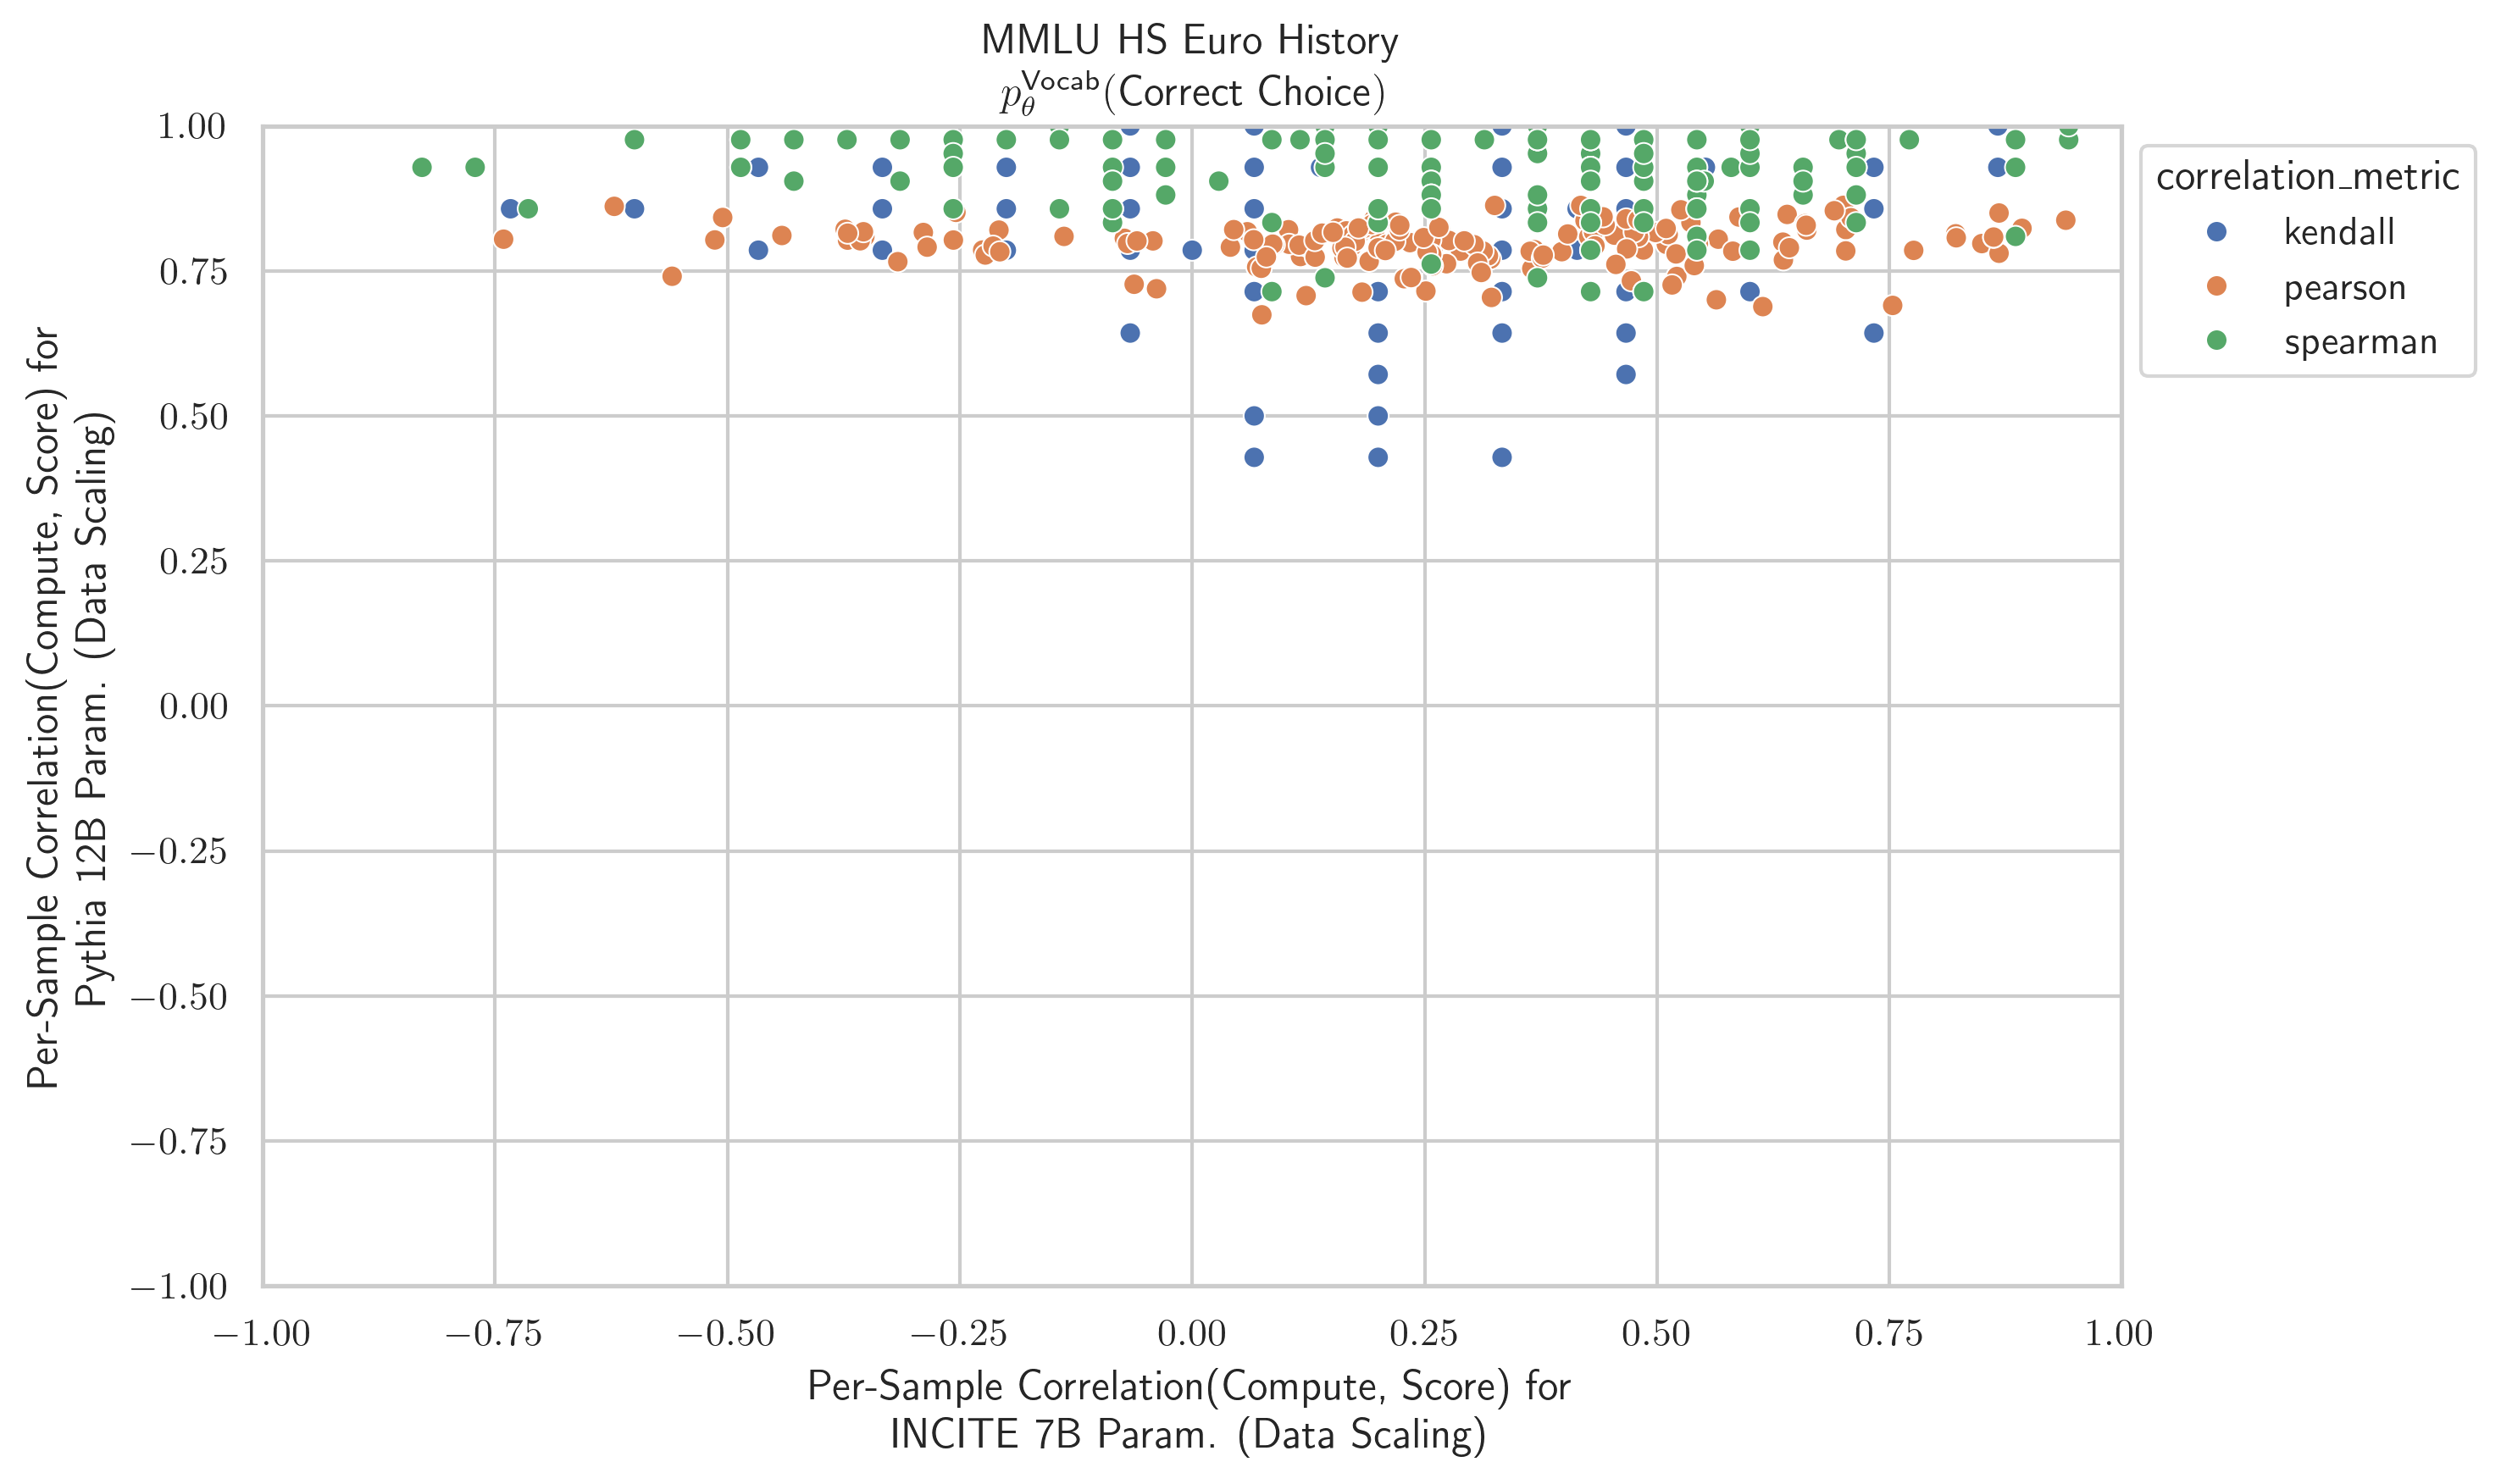 MMLU HS Euro History
p_θ^Vocab(Correct Choice)
1.00
0.75
0.50
0.25
0.00
−0.25
−0.50
−0.75
−1.00
Per-Sample Correlation(Compute, Score) for
Pythia 12B Param. (Data Scaling)
correlation_metric
kendall
pearson
spearman
−1.00 −0.75 −0.50 −0.25 0.00 0.25 0.50 0.75 1.00
Per-Sample Correlation(Compute, Score) for
INCITE 7B Param. (Data Scaling)